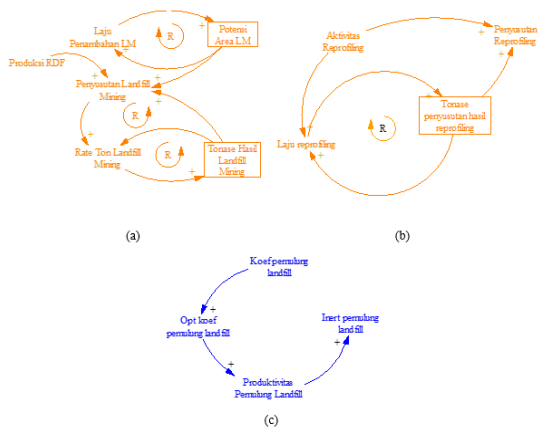 Laju
Penambahan LM
R
Potensi
Area LM
Produksi RDF
+
+
+
+
Penyusutan Landfill
Mining
+
+
R
+
Rate Ton Landfill
Mining
R
+
+
Tonase Hasil
Landfill
Mining
(a)
Aktivitas
Reprofiling
+
Penyusutan
Reprofiling
+
+
+
Tonase
penyusutan hasil
reprofiling
R
Laju reprofiling
+
+
(b)
Koef pemulung
landfill
+
Opt koef
pemulung landfill
Inert pemulung
landfill
+
+
Produktivitas
Pemulung Landfill
(c)